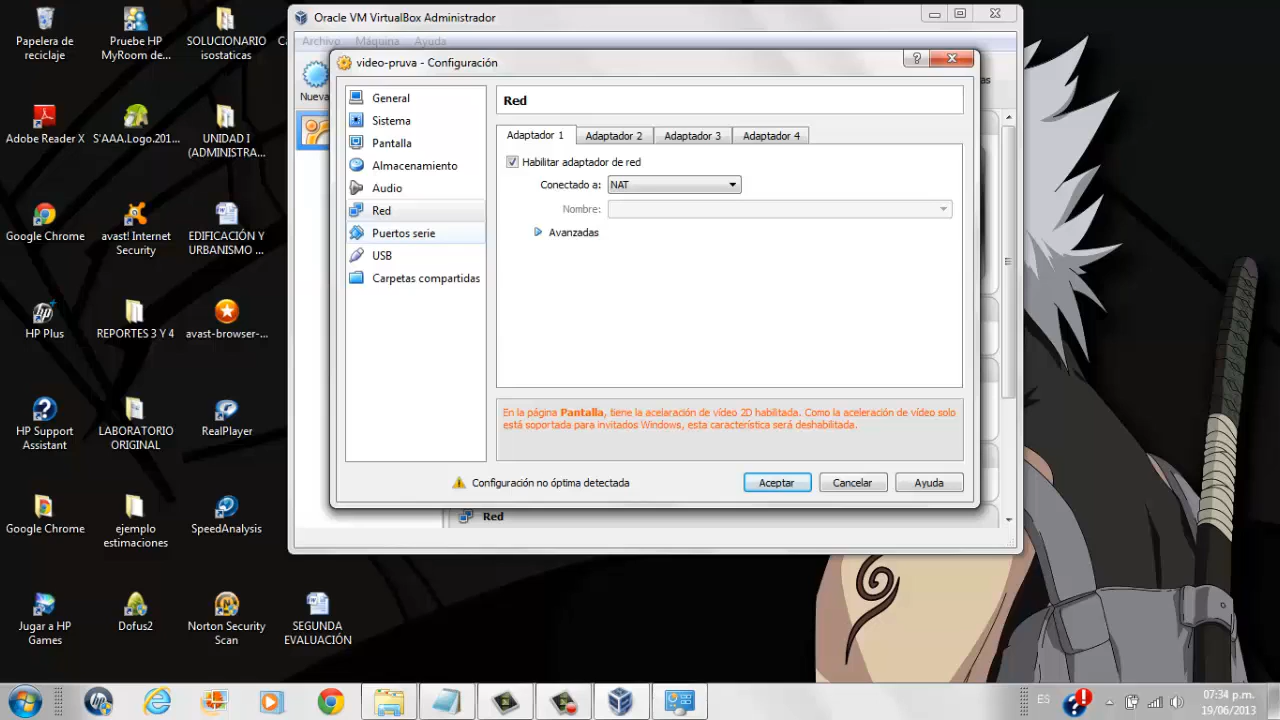 Papelera de
reciclaje
Pruebe HP
MyRoom de...
SOLUCIONARIO
isostaticas
Adobe Reader X
S'AAA.Logo.201...
UNIDAD I
(ADMINISTRA...
Google Chrome
avast! Internet
Security
EDIFICACIÓN Y
URBANISMO ...
HP Plus
REPORTES 3 Y 4
avast-browser-...
HP Support
Assistant
LABORATORIO
ORIGINAL
RealPlayer
Google Chrome
ejemplo
estimaciones
SpeedAnalysis
Jugar a HP
Games
Dofus2
Norton Security
Scan
SEGUNDA
EVALUACIÓN
Oracle VM VirtualBox Administrador
Archivo Máquina Ayuda
Nueva
video-pruva - Configuración
General
Sistema
Pantalla
Almacenamiento
Audio
Red
Puertos serie
USB
Carpetas compartidas
Red
Adaptador 1 Adaptador 2 Adaptador 3 Adaptador 4
Habilitar adaptador de red
Conectado a: NAT
Nombre:
Avanzadas
En la página Pantalla, tiene la acelaración de vídeo 2D habilitada. Como la aceleración de vídeo solo
está soportada para invitados Windows, esta característica será deshabilitada.
Configuración no óptima detectada
Aceptar Cancelar Ayuda
Red
ES
07:34 p.m.
19/06/2013